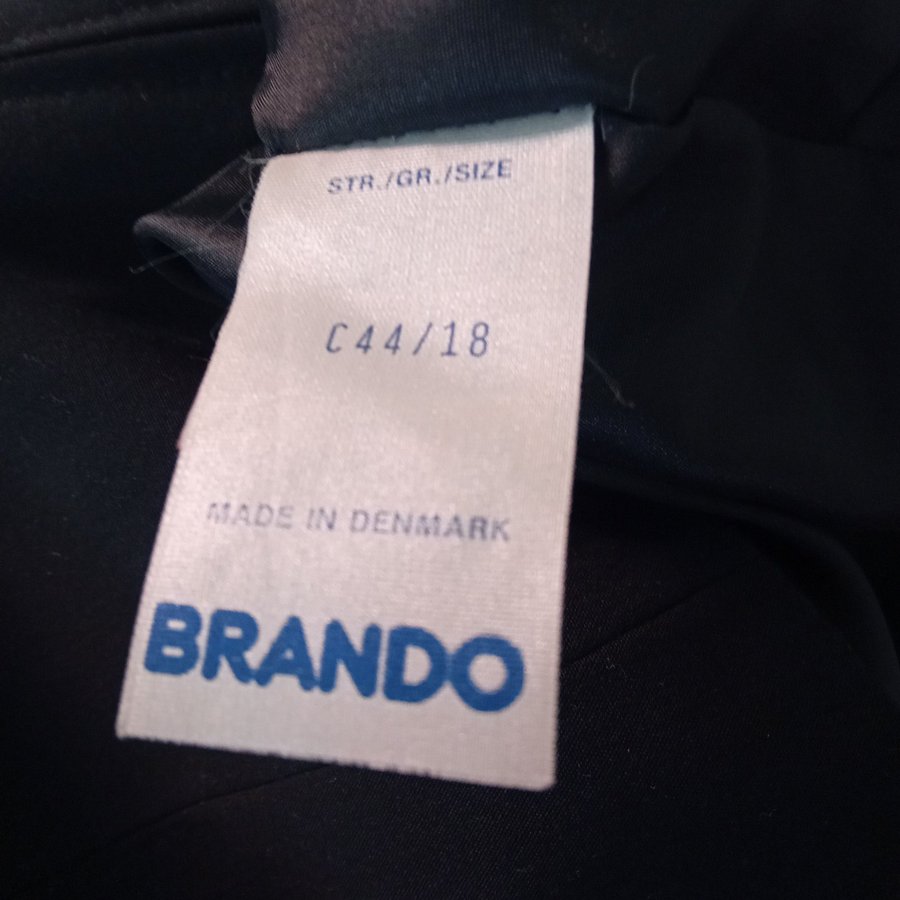 STR./GR./SIZE
C44/18
MADE IN DENMARK
BRANDO